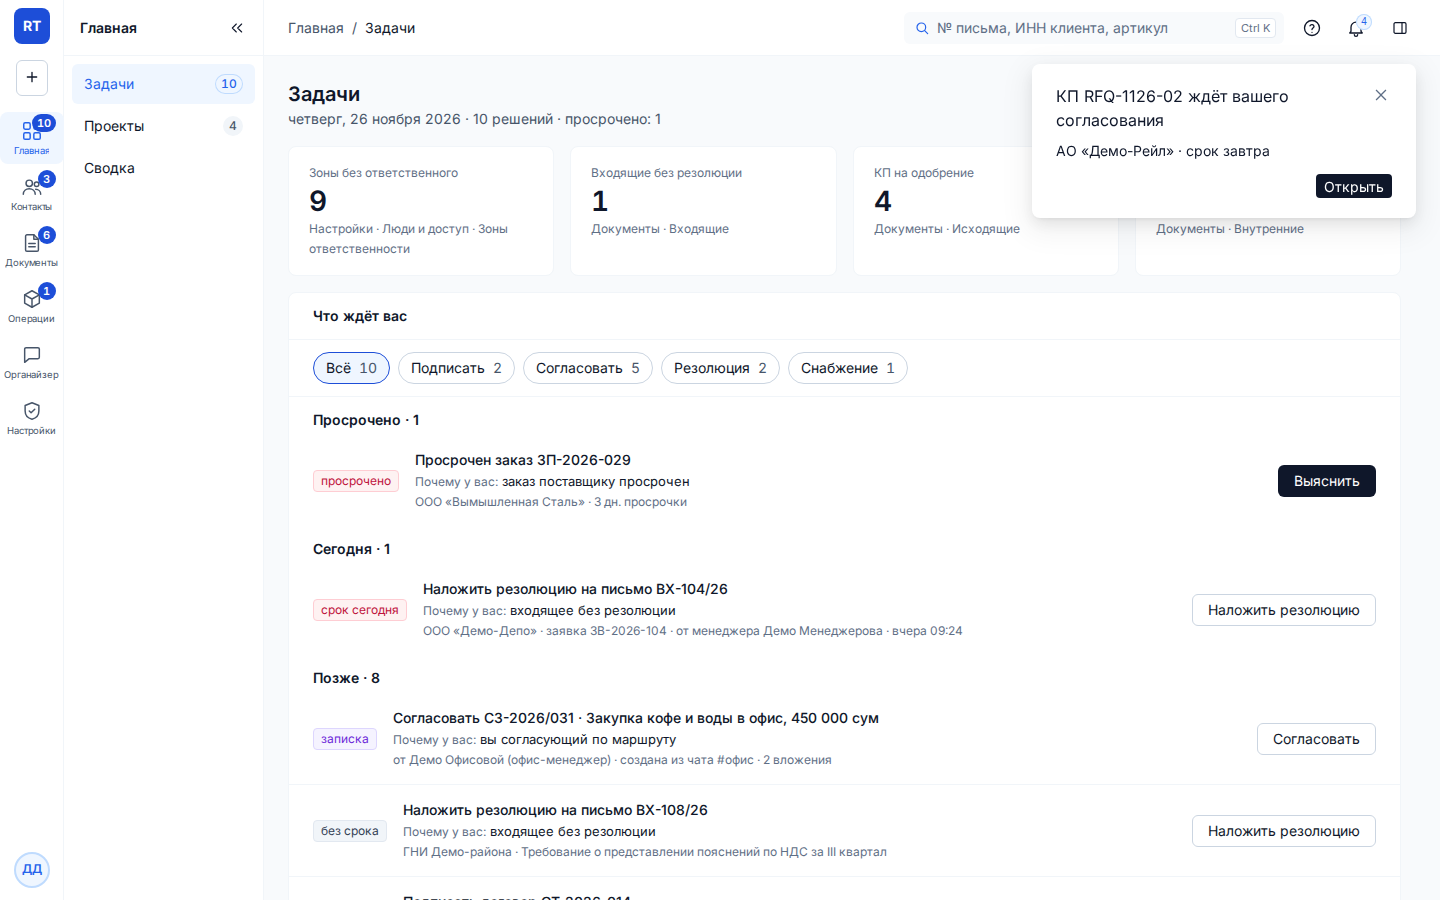 RT
Главная
Главная / Задачи
№ письма, ИНН клиента, артикул
Ctrl K
4
10
Главная
3
Контакты
6
Документы
1
Операции
Органайзер
Настройки
ДД
Задачи 10
Проекты 4
Сводка
Задачи
четверг, 26 ноября 2026 · 10 решений · просрочено: 1
КП RFQ-1126-02 ждёт вашего
согласования
АО «Демо-Рейл» · срок завтра
Открыть
Зоны без ответственного
9
Настройки · Люди и доступ · Зоны
ответственности
Входящие без резолюции
1
Документы · Входящие
КП на одобрение
4
Документы · Исходящие
Документы · Внутренние
Что ждёт вас
Всё 10
Подписать 2
Согласовать 5
Резолюция 2
Снабжение 1
Просрочено · 1
просрочено
Просрочен заказ ЗП-2026-029
Почему у вас: заказ поставщику просрочен
ООО «Вымышленная Сталь» · 3 дн. просрочки
Выяснить
Сегодня · 1
срок сегодня
Наложить резолюцию на письмо ВХ-104/26
Почему у вас: входящее без резолюции
ООО «Демо-Депо» · заявка ЗВ-2026-104 · от менеджера Демо Менеджерова · вчера 09:24
Наложить резолюцию
Позже · 8
записка
Согласовать СЗ-2026/031 · Закупка кофе и воды в офис, 450 000 сум
Почему у вас: вы согласующий по маршруту
от Демо Офисовой (офис-менеджер) · создана из чата #офис · 2 вложения
Согласовать
без срока
Наложить резолюцию на письмо ВХ-108/26
Почему у вас: входящее без резолюции
ГНИ Демо-района · Требование о представлении пояснений по НДС за III квартал
Наложить резолюцию